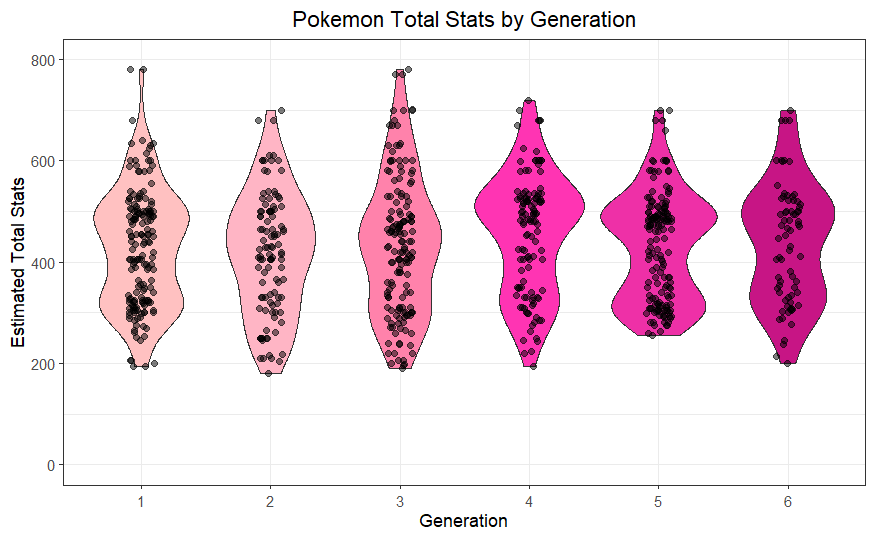 Pokemon Total Stats by Generation
Estimated Total Stats
800
600
400
200
0
1 2 3 4 5 6
Generation